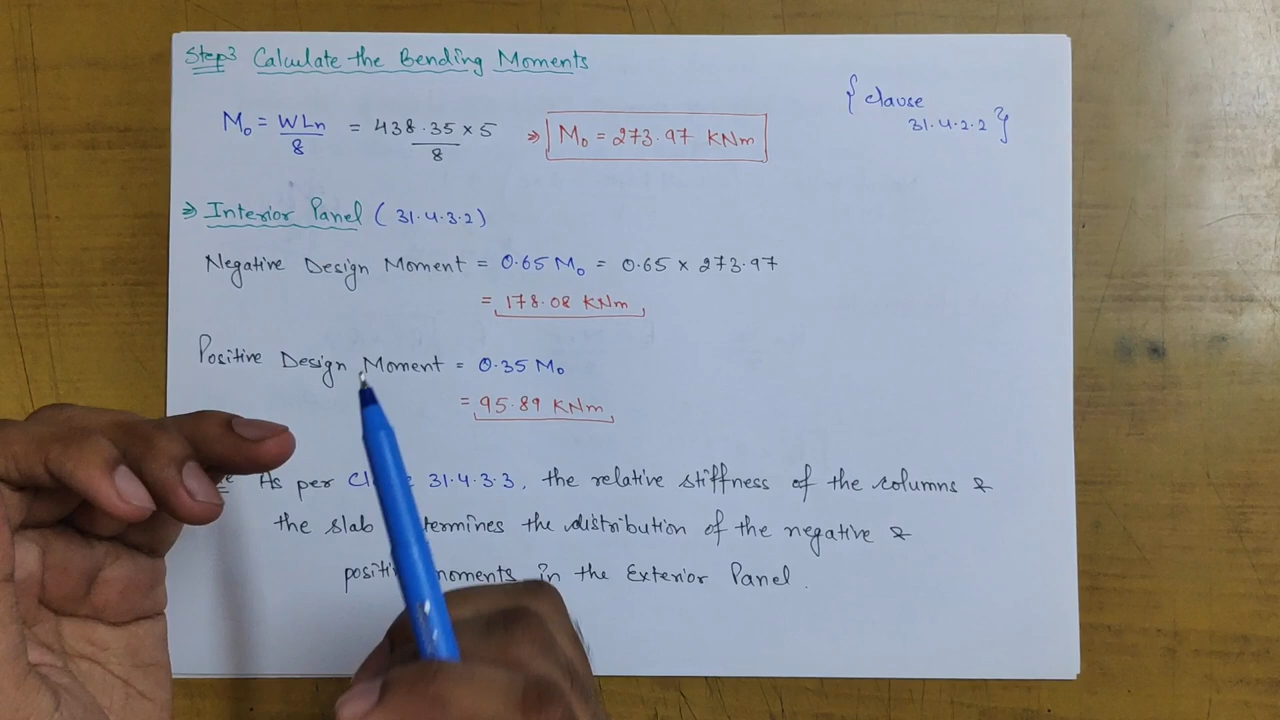 Step3 Calculate the Bending Moments
{ clause
31.4.2.2 }
M₀ = WLn/8 = 438.35 × 5/8 ⇒ M₀ = 273.97 KNm
⇒ Interior Panel (31.4.3.2)
Negative Design Moment = 0.65 M₀ = 0.65 × 273.97
= 178.08 KNm
Positive Design Moment = 0.35 M₀
= 95.89 KNm
As per 31.4.3.3, the relative stiffness of the columns &
the slab the distribution of the negative &
moments in the Exterior Panel.